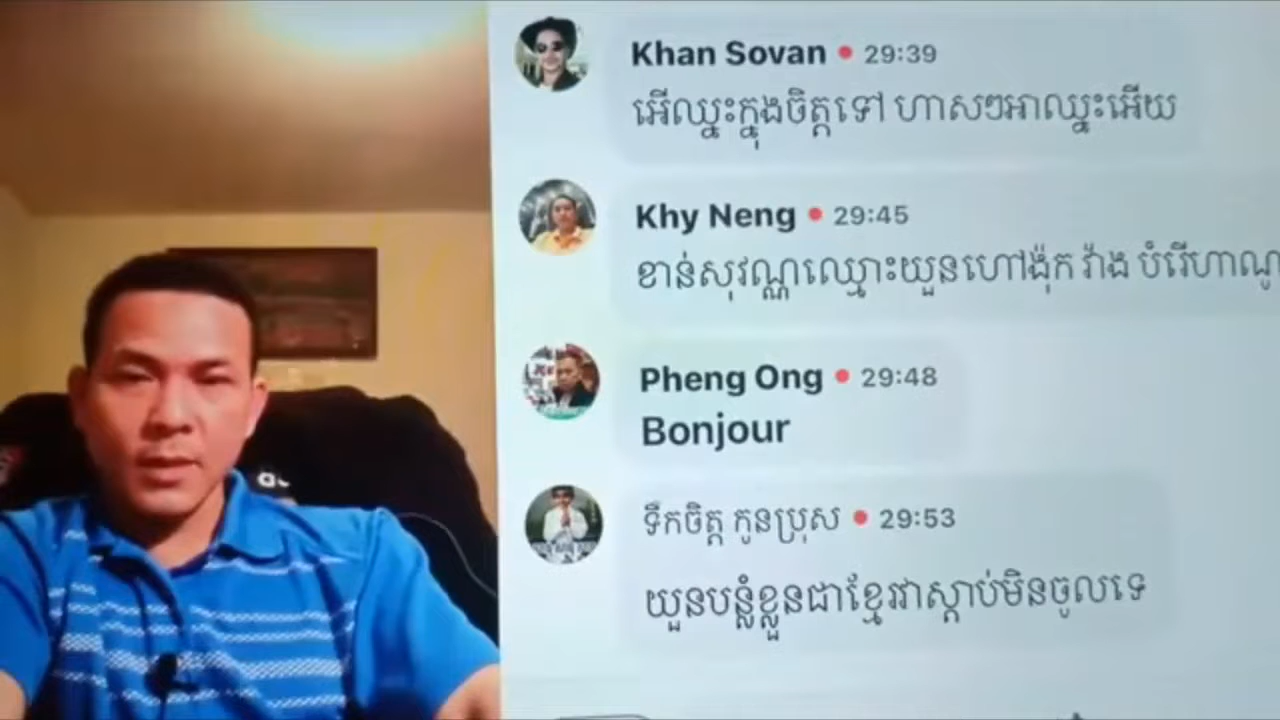 Khan Sovan • 29:39
អើឈ្នះក្នុងចិត្តទៅ ហាសៗអាឈ្នះអើយ
Khy Neng • 29:45
ខាន់សុវណ្ណឈ្មោះយួនហៅង៉ុក វ៉ាង បំរើហាណូ
Pheng Ong • 29:48
Bonjour
ទឹកចិត្ត កូនប្រុស • 29:53
យួនបន្លំខ្លួនជាខ្មែរវាស្តាប់មិនចូលទេ